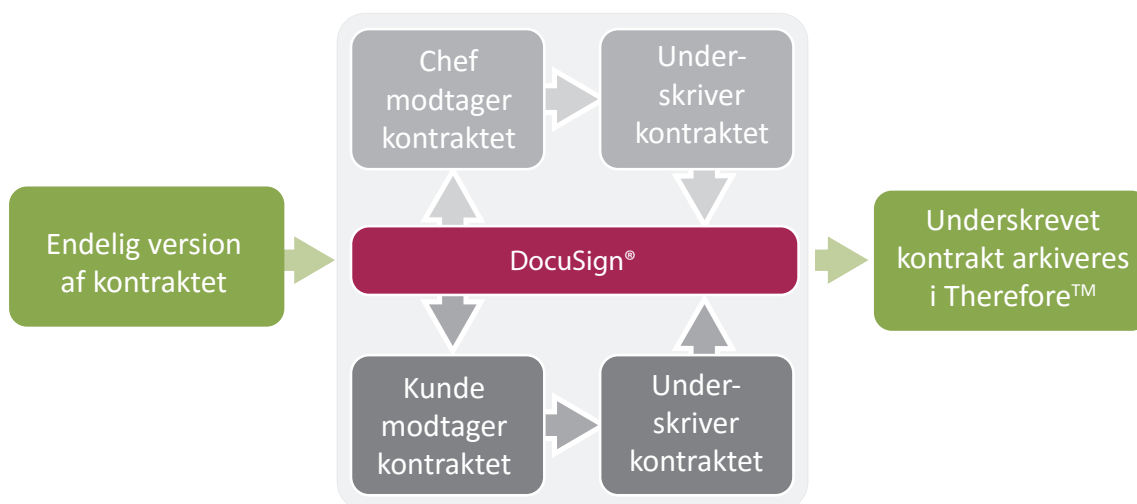 Endelig version
af kontraktet
Chef
modtager
kontraktet
Under-
skriver
kontraktet
DocuSign®
Kunde
modtager
kontraktet
Under-
skriver
kontraktet
Underskrevet
kontrakt arkiveres
i Therefore™